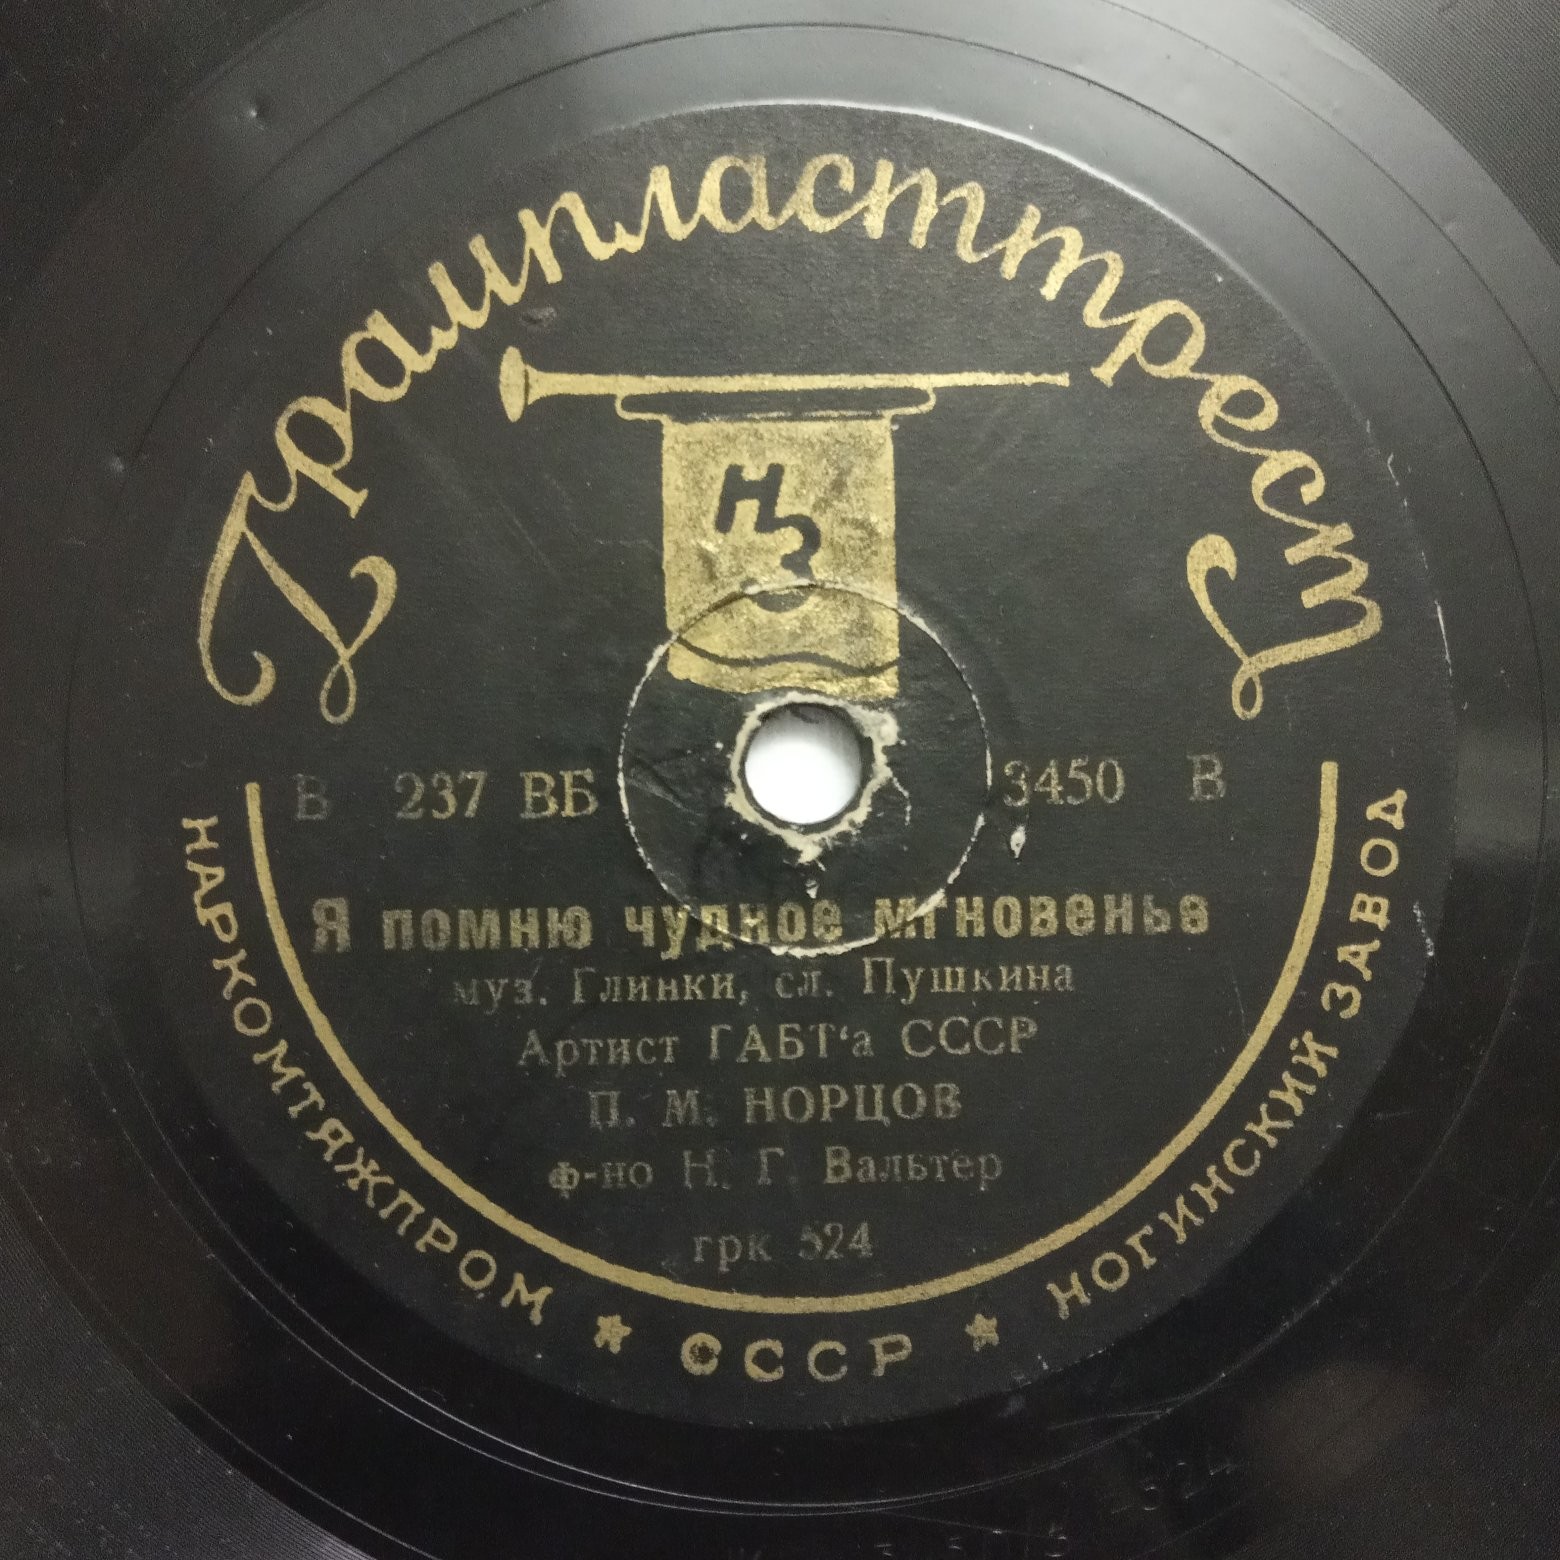 Грампласттрест
НЗ
В 237 ВБ 3450 В
Я помню чудное мгновенье
муз. Глинки, сл. Пушкина
Артист ГАБТ‘а СССР
П. М. НОРЦОВ
ф-но Н. Г. Вальтер
грк 524
НАРКОМТЯЖПРОМ ★ СССР ★ НОГИНСКИЙ ЗАВОД